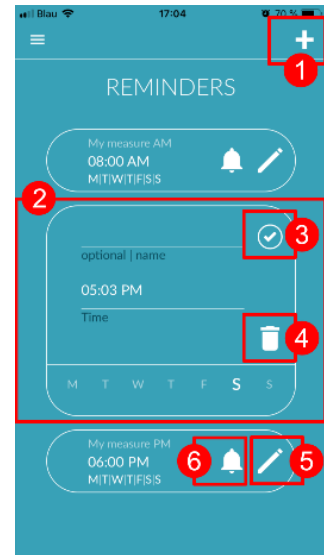 Blau 17:04 70 %
1
REMINDERS
My measure AM
08:00 AM
M|T|W|T|F|S|S
2
3
optional | name
05:03 PM
Time
4
M T W T F S S
My measure PM
06:00 PM
M|T|W|T|F|S|S
6
5